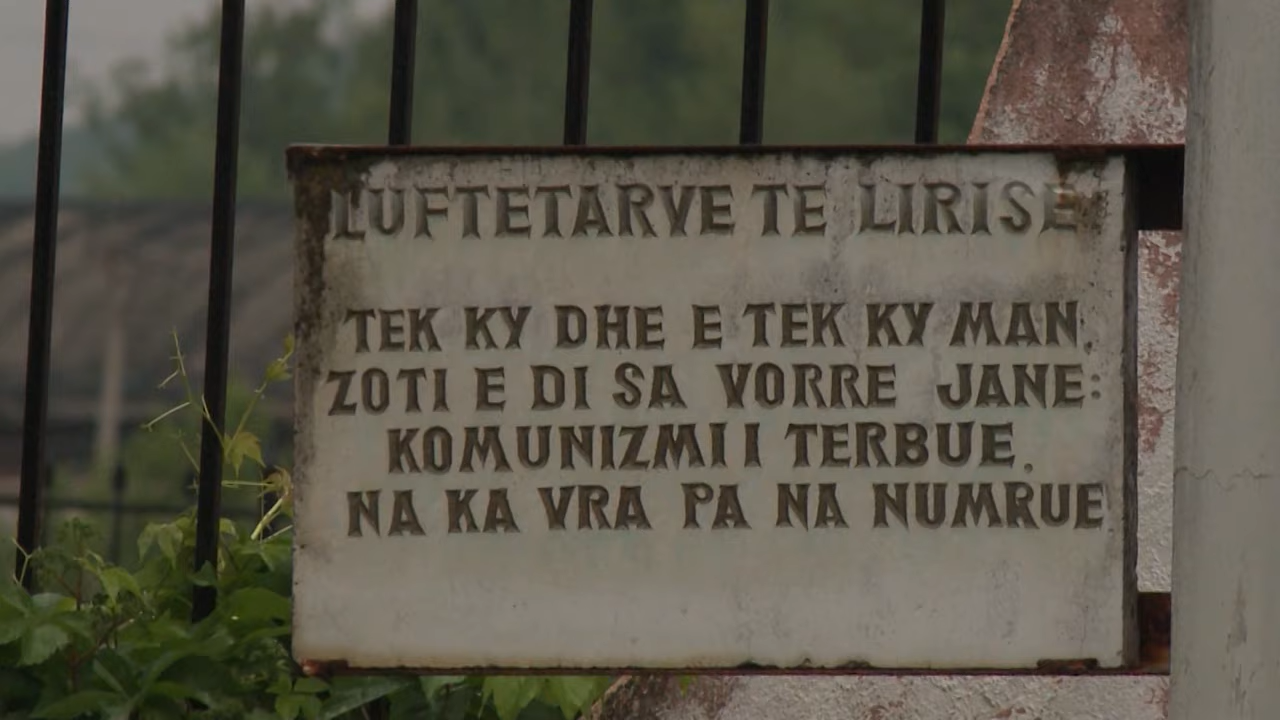 LUFTETARVE TE LIRISE
TEK KY DHE E TEK KY MAN,
ZOTI E DI SA VORRE JANE:
KOMUNIZMI I TERBUE,
NA KA VRA PA NA NUMRUE